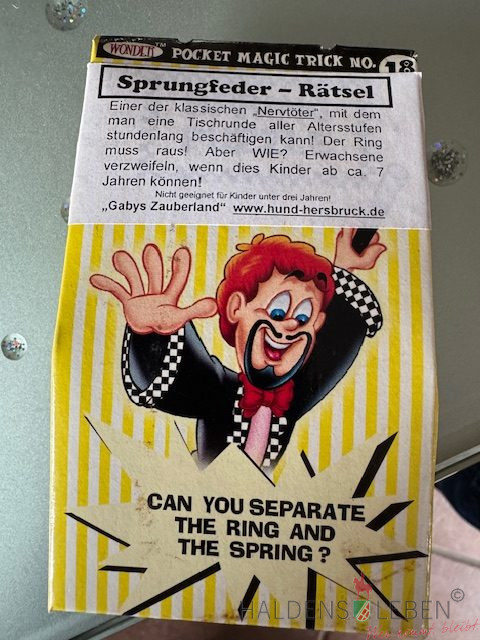 WONDER™ POCKET MAGIC TRICK NO. 18
Sprungfeder – Rätsel
Einer der klassischen „Nervtöter“, mit dem
man eine Tischrunde aller Altersstufen
stundenlang beschäftigen kann! Der Ring
muss raus! Aber WIE? Erwachsene
verzweifeln, wenn dies Kinder ab ca. 7
Jahren können!
Nicht geeignet für Kinder unter drei Jahren!
„Gabys Zauberland“ www.hund-hersbruck.de
CAN YOU SEPARATE
THE RING AND
THE SPRING?
HALDENSLEBEN©
bleibt